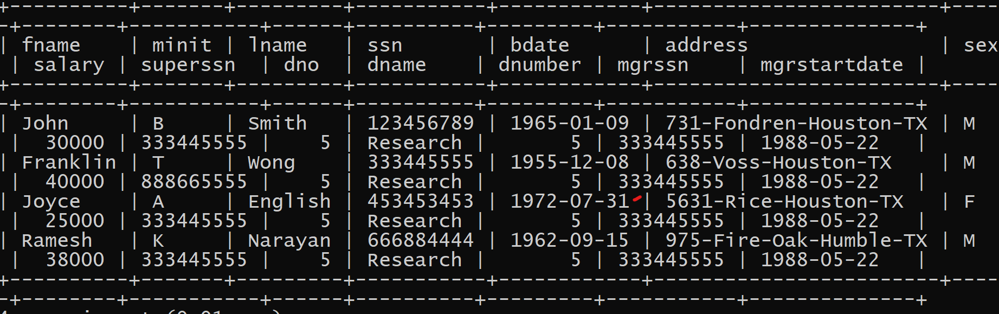 +----------+-------+---------+-----------+------------+------------------------+----
-+--------+-----------+------+----------+---------+-----------+--------------+
| fname    | minit | lname   | ssn       | bdate      | address                | sex
 | salary | superssn  | dno  | dname    | dnumber | mgrssn    | mgrstartdate |
+----------+-------+---------+-----------+------------+------------------------+----
-+--------+-----------+------+----------+---------+-----------+--------------+
| John     | B     | Smith   | 123456789 | 1965-01-09 | 731-Fondren-Houston-TX | M
 |  30000 | 333445555 |    5 | Research |       5 | 333445555 | 1988-05-22   |
| Franklin | T     | Wong    | 333445555 | 1955-12-08 | 638-Voss-Houston-TX    | M
 |  40000 | 888665555 |    5 | Research |       5 | 333445555 | 1988-05-22   |
| Joyce    | A     | English | 453453453 | 1972-07-31 | 5631-Rice-Houston-TX   | F
 |  25000 | 333445555 |    5 | Research |       5 | 333445555 | 1988-05-22   |
| Ramesh   | K     | Narayan | 666884444 | 1962-09-15 | 975-Fire-Oak-Humble-TX | M
 |  38000 | 333445555 |    5 | Research |       5 | 333445555 | 1988-05-22   |
+----------+-------+---------+-----------+------------+------------------------+----
-+--------+-----------+------+----------+---------+-----------+--------------+